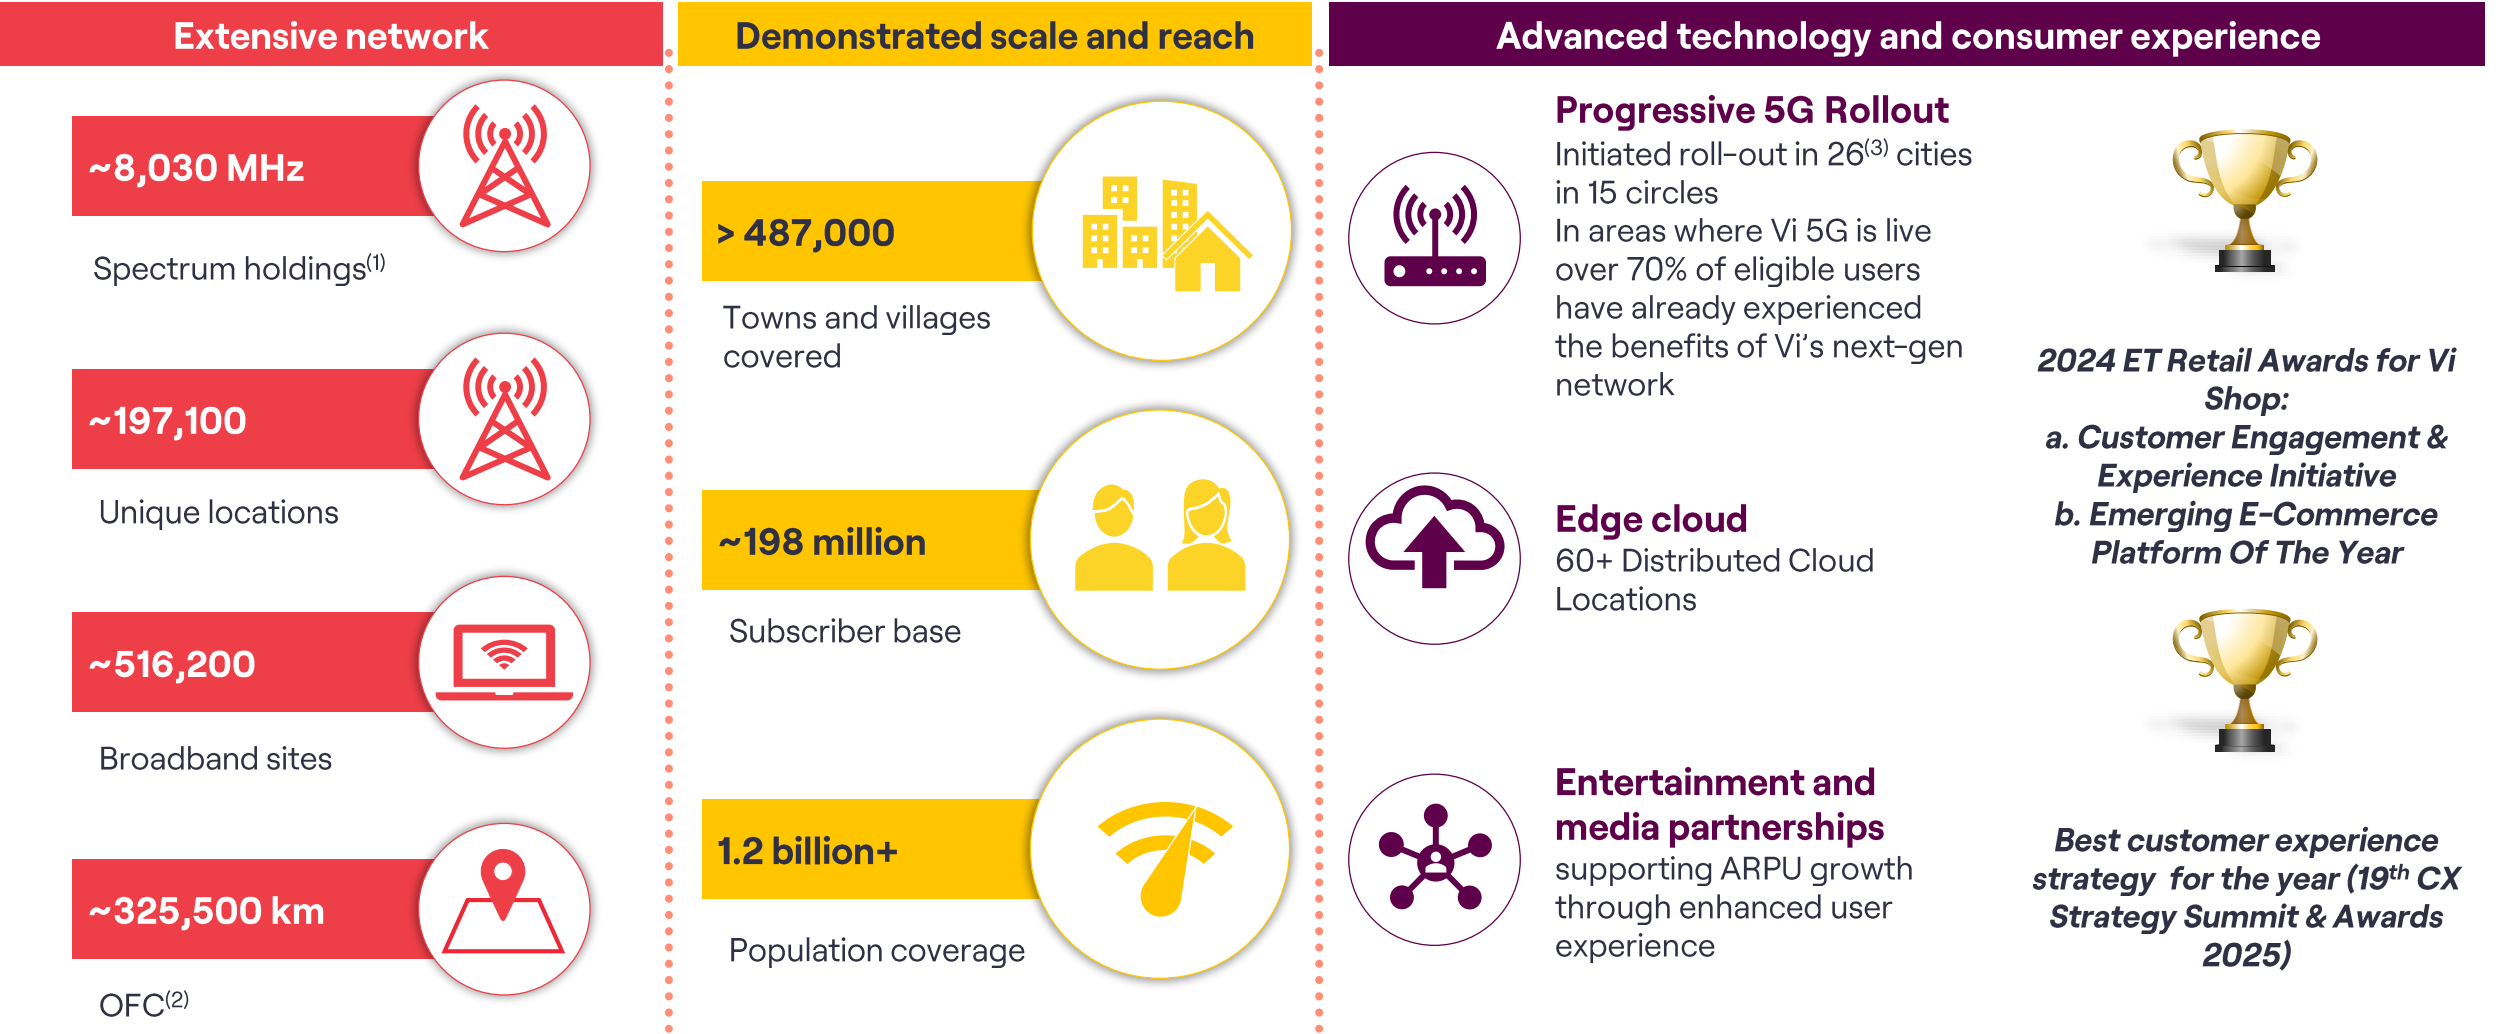 Extensive network
~8,030 MHz
Spectrum holdings(1)
~197,100
Unique locations
~516,200
Broadband sites
~325,500 km
OFC(2)
Demonstrated scale and reach
> 487,000
Towns and villages
covered
~198 million
Subscriber base
1.2 billion+
Population coverage
Advanced technology and consumer experience
Progressive 5G Rollout
Initiated roll-out in 26(3) cities
in 15 circles
In areas where Vi 5G is live
over 70% of eligible users
have already experienced
the benefits of Vi's next-gen
network
Edge cloud
60+ Distributed Cloud
Locations
Entertainment and
media partnerships
supporting ARPU growth
through enhanced user
experience
2024 ET Retail Awards for Vi
Shop:
a. Customer Engagement &
Experience Initiative
b. Emerging E-Commerce
Platform Of The Year
Best customer experience
strategy for the year (19th CX
Strategy Summit & Awards
2025)